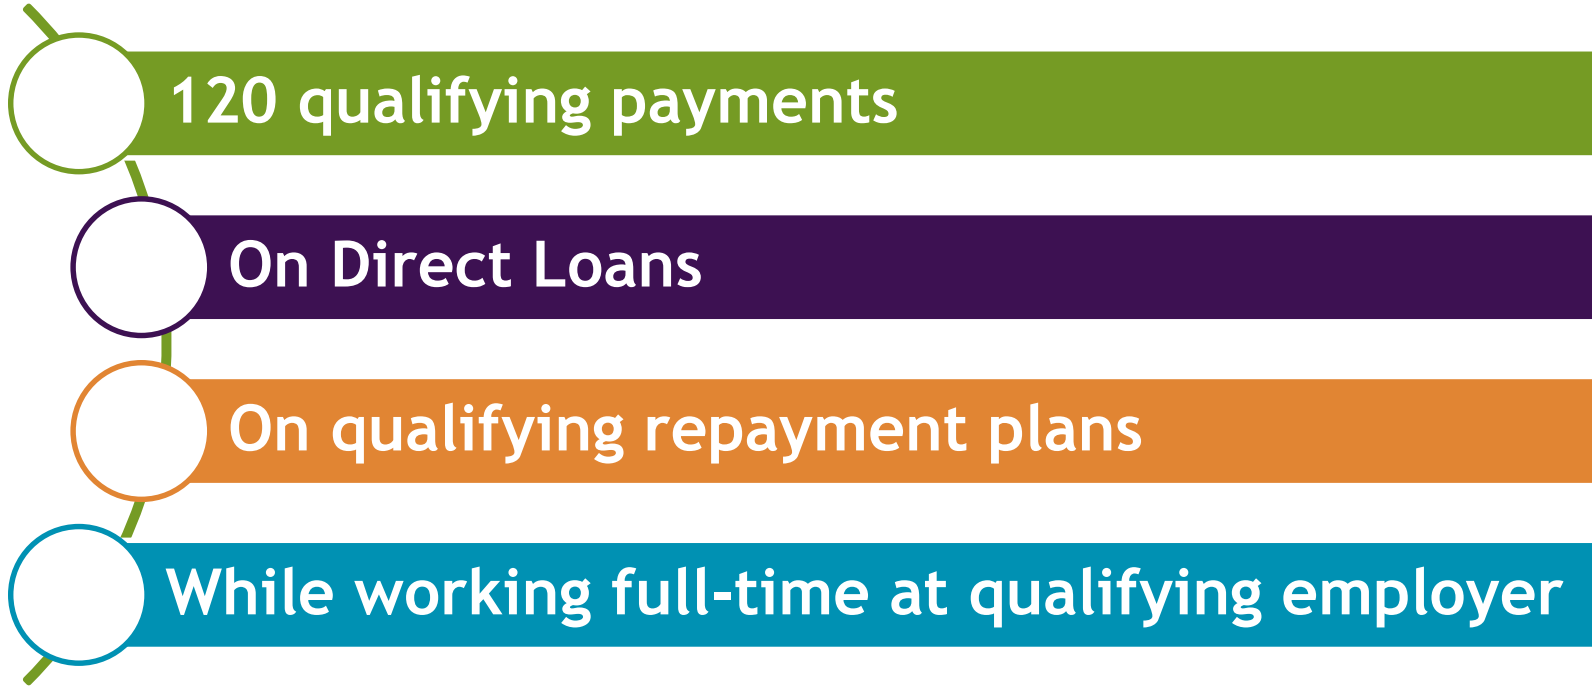 120 qualifying payments
On Direct Loans
On qualifying repayment plans
While working full-time at qualifying employer